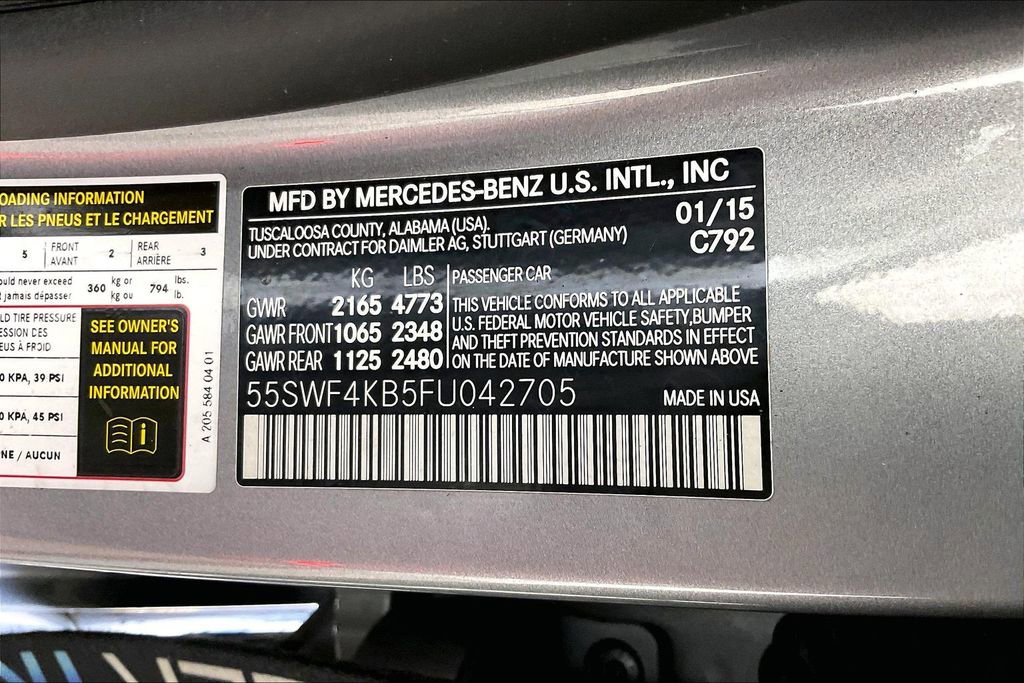 OADING INFORMATION
R LES PNEUS ET LE CHARGEMENT
5 FRONT AVANT 2 REAR ARRIÈRE 3
ould never exceed 360 kg or 794 lbs.
t jamais dépasser kg ou lb.
LD TIRE PRESSURE
ESSION DES
EUS À FROID
0 KPA, 39 PSI
0 KPA, 45 PSI
NE / AUCUN
SEE OWNER'S
MANUAL FOR
ADDITIONAL
INFORMATION
A 205 584 04 01
MFD BY MERCEDES-BENZ U.S. INTL., INC
TUSCALOOSA COUNTY, ALABAMA (USA). 01/15
UNDER CONTRACT FOR DAIMLER AG, STUTTGART (GERMANY) C792
KG LBS PASSENGER CAR
GVWR 2165 4773 THIS VEHICLE CONFORMS TO ALL APPLICABLE
U.S. FEDERAL MOTOR VEHICLE SAFETY,BUMPER
GAWR FRONT 1065 2348 AND THEFT PREVENTION STANDARDS IN EFFECT
GAWR REAR 1125 2480 ON THE DATE OF MANUFACTURE SHOWN ABOVE
55SWF4KB5FU042705 MADE IN USA